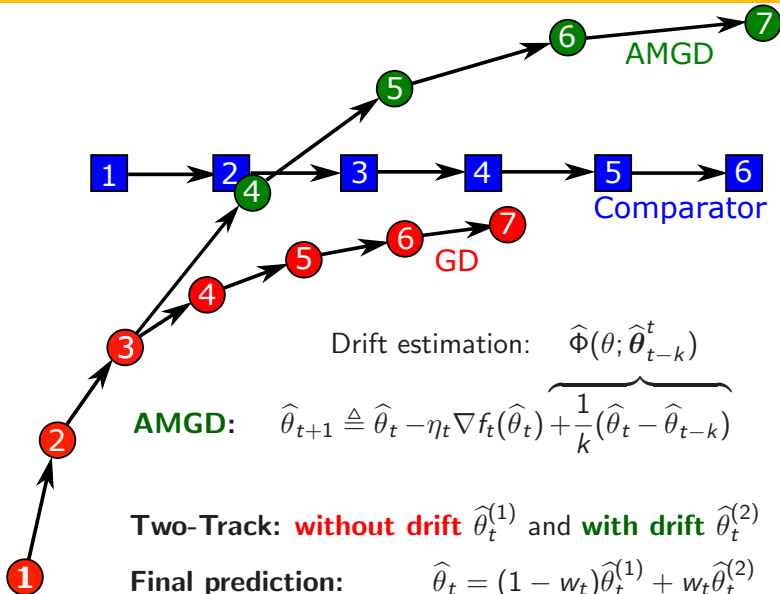 7
6
AMGD
5
1 2 3 4 5 6
4
Comparator
7
6
5
GD
4
3
Drift estimation: Φ̂(θ; 𝛉̂ᵗₜ₋ₖ)
2
AMGD: θ̂ₜ₊₁ ≜ θ̂ₜ −ηₜ∇fₜ(θ̂ₜ) +1/k(θ̂ₜ − θ̂ₜ₋ₖ)
Two-Track: without drift θ̂ₜ⁽¹⁾ and with drift θ̂ₜ⁽²⁾
1
Final prediction: θ̂ₜ = (1 − wₜ)θ̂ₜ⁽¹⁾ + wₜθ̂ₜ⁽²⁾